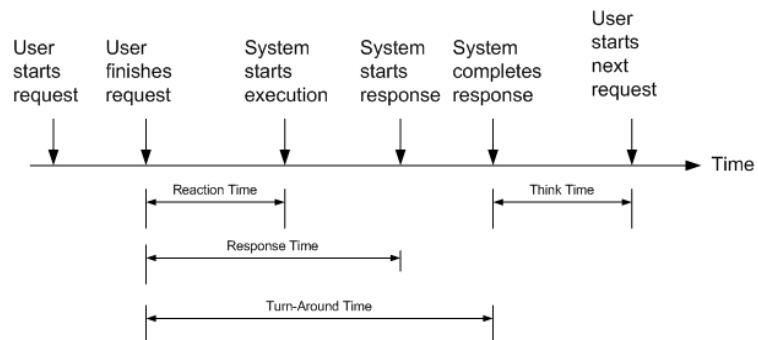 User
starts
request
User
finishes
request
System
starts
execution
System
starts
response
System
completes
response
User
starts
next
request
Time
Reaction Time
Think Time
Response Time
Turn-Around Time